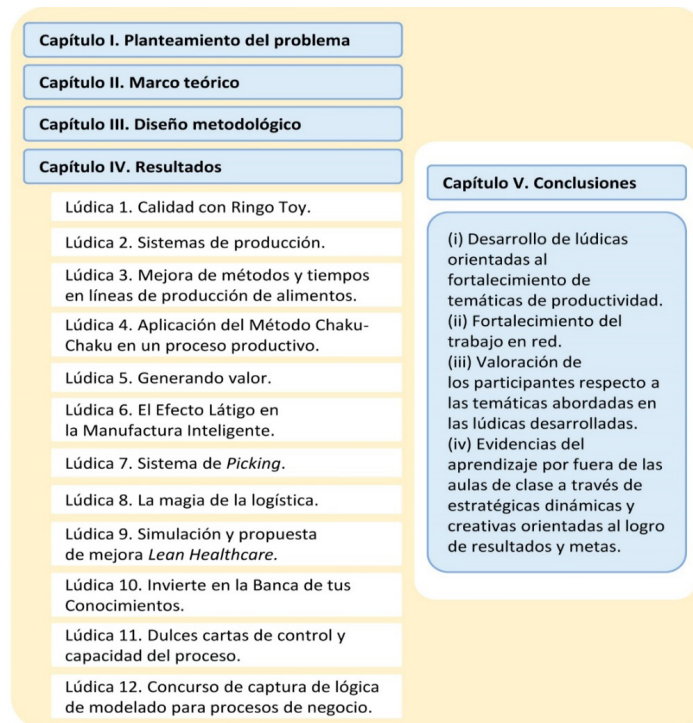 Capítulo I. Planteamiento del problema
Capítulo II. Marco teórico
Capítulo III. Diseño metodológico
Capítulo IV. Resultados
Lúdica 1. Calidad con Ringo Toy.
Lúdica 2. Sistemas de producción.
Lúdica 3. Mejora de métodos y tiempos
en líneas de producción de alimentos.
Lúdica 4. Aplicación del Método Chaku-
Chaku en un proceso productivo.
Lúdica 5. Generando valor.
Lúdica 6. El Efecto Látigo en
la Manufactura Inteligente.
Lúdica 7. Sistema de Picking.
Lúdica 8. La magia de la logística.
Lúdica 9. Simulación y propuesta
de mejora Lean Healthcare.
Lúdica 10. Invierte en la Banca de tus
Conocimientos.
Lúdica 11. Dulces cartas de control y
capacidad del proceso.
Lúdica 12. Concurso de captura de lógica
de modelado para procesos de negocio.
Capítulo V. Conclusiones
(i) Desarrollo de lúdicas
orientadas al
fortalecimiento de
temáticas de productividad.
(ii) Fortalecimiento del
trabajo en red.
(iii) Valoración de
los participantes respecto a
las temáticas abordadas en
las lúdicas desarrolladas.
(iv) Evidencias del
aprendizaje por fuera de las
aulas de clase a través de
estratégicas dinámicas y
creativas orientadas al logro
de resultados y metas.